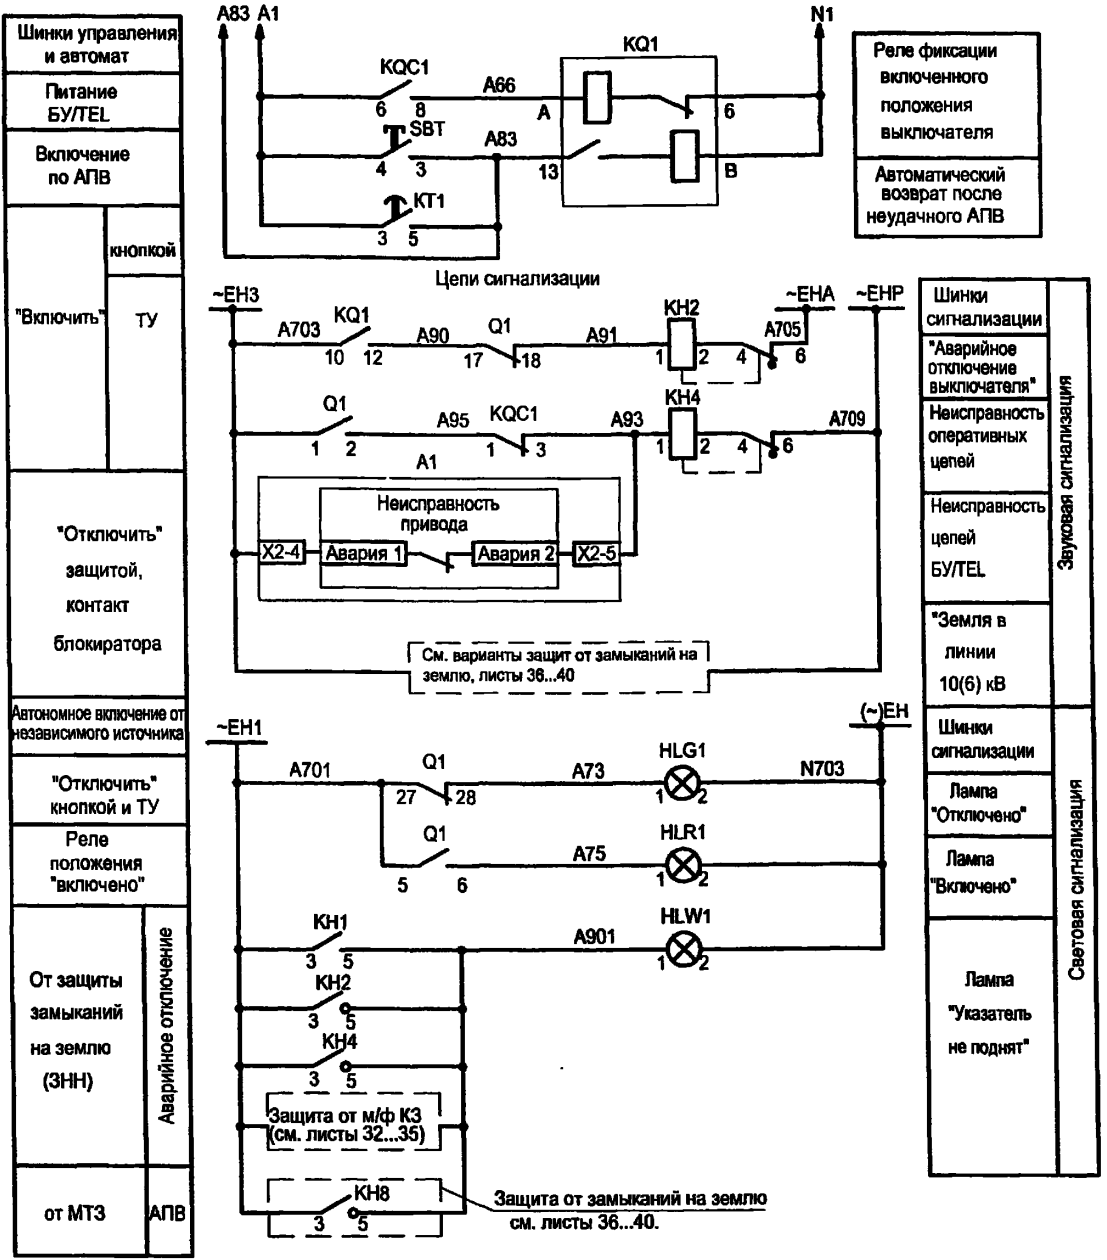 A83 A1
N1
Шинки управления
и автомат
Питание
БУ/TEL
Включение
по АПВ
"Включить"
кнопкой
ТУ
"Отключить"
защитой,
контакт
блокиратора
Автономное включение от
независимого источника
"Отключить"
кнопкой и ТУ
Реле
положения
"включено"
От защиты
замыканий
на землю
(ЗНН)
Аварийное отключение
от МТЗ
АПВ
KQC1
6 8
A66
A
KQ1
6
SBT
4 3
A83
13
B
KT1
3 5
Реле фиксации
включенного
положения
выключателя
Автоматический
возврат после
неудачного АПВ
Цепи сигнализации
~EH3
~EHA
~EHP
A703
KQ1
10 12
A90
Q1
17 18
A91
KH2
1 2
4
A705
6
Q1
1 2
A95
KQC1
1 3
A93
KH4
1 2
4 6
A709
A1
Неисправность
привода
X2-4
Авария 1
Авария 2
X2-5
См. варианты защит от замыканий на
землю, листы 36...40
~EH1
(~)EH
A701
Q1
27 28
A73
HLG1
1 2
N703
Q1
5 6
A75
HLR1
1 2
KH1
3 5
A901
HLW1
1 2
KH2
3 5
KH4
3 5
Защита от м/ф КЗ
(см. листы 32...35)
KH8
3 5
Защита от замыканий на землю
см. листы 36...40.
Шинки
сигнализации
"Аварийное
отключение
выключателя"
Неисправность
оперативных
цепей
Неисправность
цепей
БУ/TEL
"Земля в
линии
10(6) кВ
Звуковая сигнализация
Шинки
сигнализации
Лампа
"Отключено"
Лампа
"Включено"
Лампа
"Указатель
не поднят"
Световая сигнализация